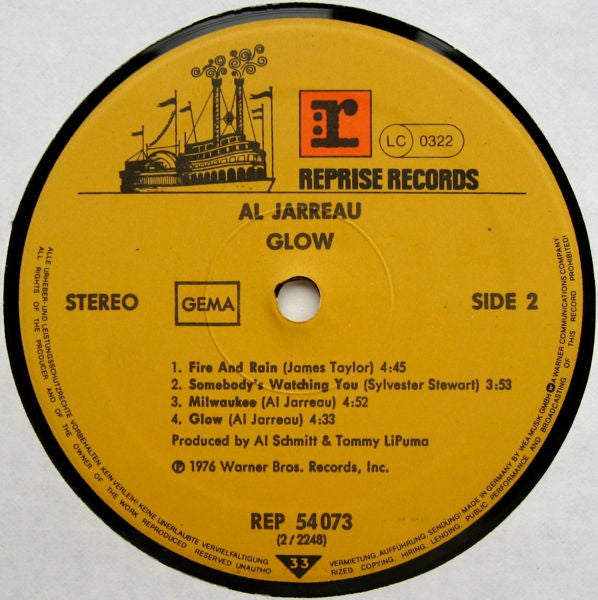 r
LC 0322
REPRISE RECORDS
AL JARREAU
GLOW
STEREO
GEMA
SIDE 2
1. Fire And Rain (James Taylor) 4:45
2. Somebody's Watching You (Sylvester Stewart) 3:53
3. Milwaukee (Al Jarreau) 4:52
4. Glow (Al Jarreau) 4:33
Produced by Al Schmitt & Tommy LiPuma
℗ 1976 Warner Bros. Records, Inc.
REP 54 073
(2/2248)
33
ALLE URHEBER- UND LEISTUNGSSCHUTZRECHTE VORBEHALTEN KEIN VERLEIH! KEINE UNERLAUBTE VERVIELFÄLTIGUNG,
VERMIETUNG, AUFFÜHRUNG, SENDUNG! MADE IN GERMANY BY WEA MUSIK GMBH A WARNER COMMUNICATIONS COMPANY
ALL RIGHTS OF THE PRODUCER AND OF THE OWNER OF THE WORK REPRODUCED RESERVED UNAUTHO
RIZED. COPYING, HIRING, LENDING, PUBLIC PERFORMANCE AND BROADCASTING OF THIS RECORD PROHIBITED!